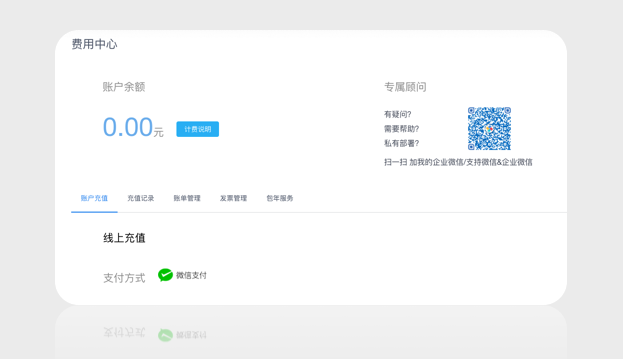 费用中心
账户余额
专属顾问
0.00元
计费说明
有疑问?
需要帮助?
私有部署?
扫一扫 加我的企业微信/支持微信&企业微信
账户充值 充值记录 账单管理 发票管理 包年服务
线上充值
支付方式 微信支付